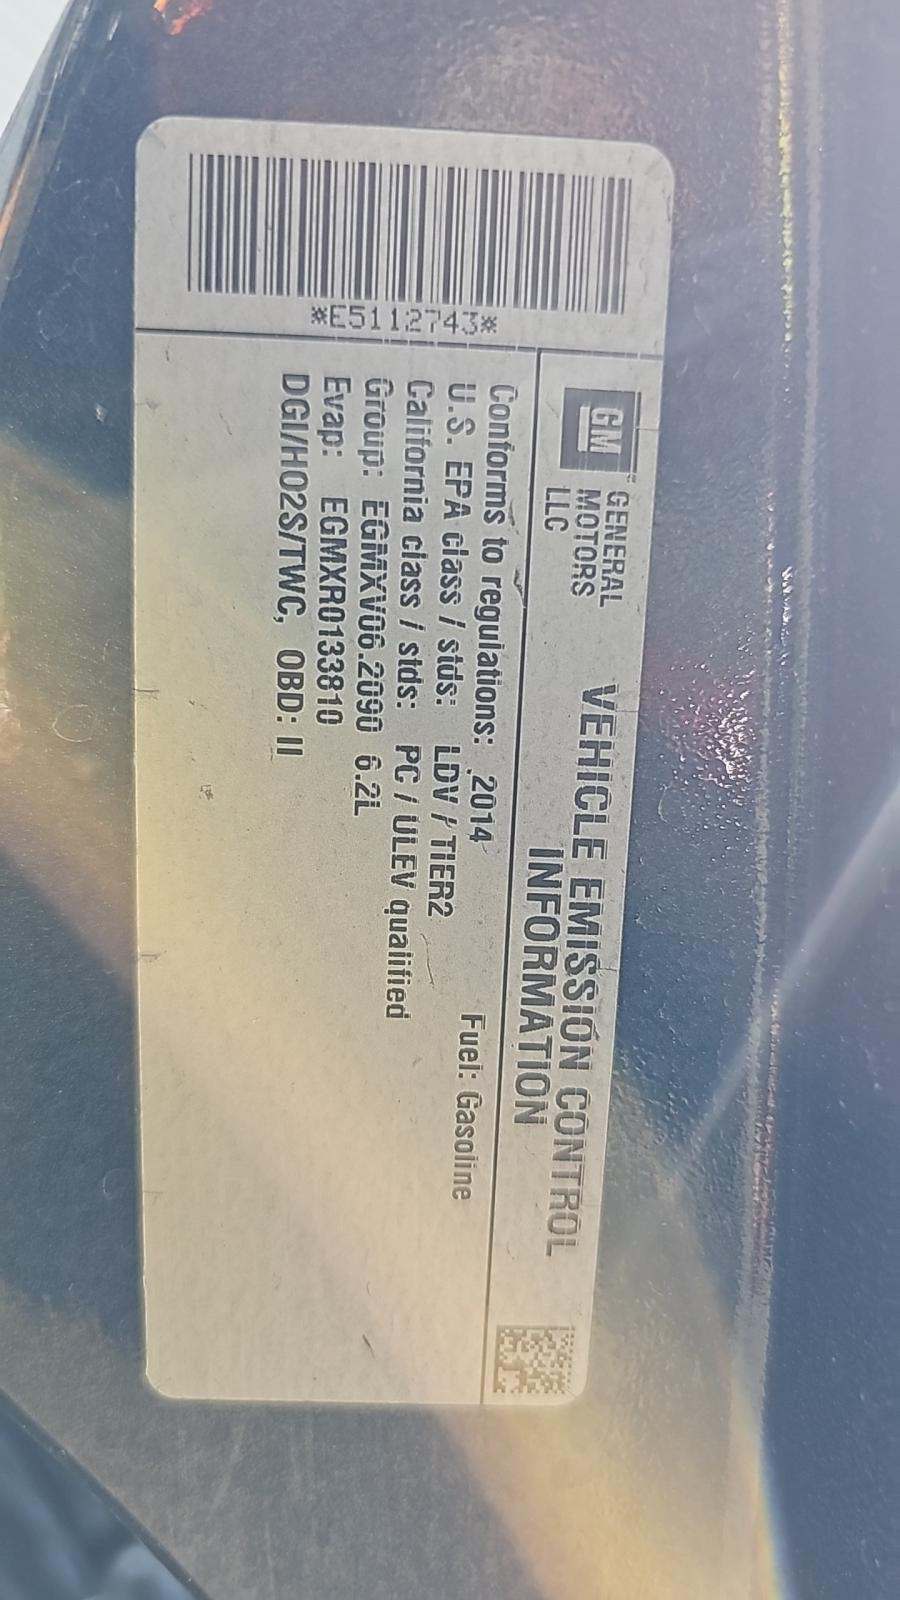 *E5112743*
GM
GENERAL
MOTORS
LLC
VEHICLE EMISSION CONTROL
INFORMATION
Conforms to regulations: 2014 Fuel: Gasoline
U.S. EPA class / stds: LDV / TIER2
California class / stds: PC / ULEV qualified
Group: EGMXV06.2090 6.2L
Evap: EGMXR0133810
DGI/HO2S/TWC, OBD: II